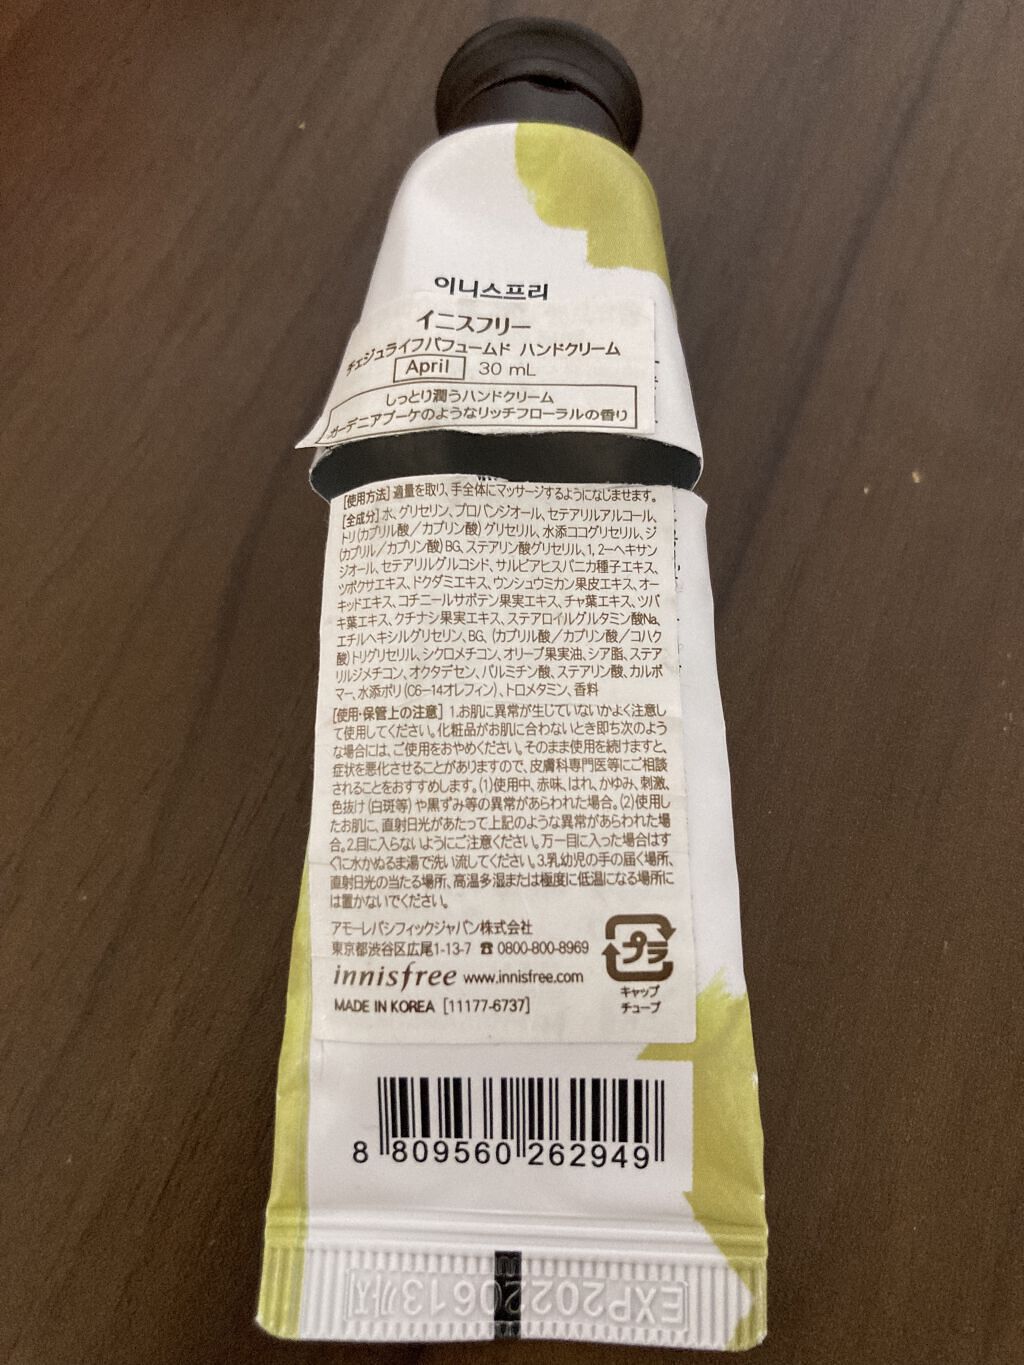 이니스프리
イニスフリー
チェジュライフパフュームド ハンドクリーム
April 30 mL
しっとり潤うハンドクリーム
ガーデニアブーケのようなリッチフローラルの香り
[使用方法]適量を取り、手全体にマッサージするようになじませます。
[全成分]水、グリセリン、プロパンジオール、セテアリルアルコール、
トリ(カプリル酸/カプリン酸)グリセリル、水添ココグリセリル、ジ
(カプリル/カプリン酸)BG、ステアリン酸グリセリル、1,2-ヘキサン
ジオール、セテアリルグルコシド、サルビアヒスパニカ種子エキス、
ツボクサエキス、ドクダミエキス、ウンシュウミカン果皮エキス、オー
キッドエキス、コチニールサボテン果実エキス、チャ葉エキス、ツバ
キ葉エキス、クチナシ果実エキス、ステアロイルグルタミン酸Na、
エチルヘキシルグリセリン、BG、(カプリル酸/カプリン酸/コハク
酸)トリグリセリル、シクロメチコン、オリーブ果実油、シア脂、ステア
リルジメチコン、オクタデセン、パルミチン酸、ステアリン酸、カルボ
マー、水添ポリ(C6-14オレフィン)、トロメタミン、香料
[使用・保管上の注意] 1.お肌に異常が生じていないかよく注意し
て使用してください。化粧品がお肌に合わないとき即ち次のよう
な場合には、ご使用をおやめください。そのまま使用を続けますと、
症状を悪化させることがありますので、皮膚科専門医等にご相談
されることをおすすめします。(1)使用中、赤味、はれ、かゆみ、刺激、
色抜け(白斑等)や黒ずみ等の異常があらわれた場合。(2)使用し
たお肌に、直射日光があたって上記のような異常があらわれた場
合。2.目に入らないようにご注意ください。万一目に入った場合はす
ぐに水かぬるま湯で洗い流してください。3.乳幼児の手の届く場所、
直射日光の当たる場所、高温多湿または極度に低温になる場所に
は置かないでください。
アモーレパシフィックジャパン株式会社
東京都渋谷区広尾1-13-7 ☎ 0800-800-8969
innisfree www.innisfree.com
MADE IN KOREA [11177-6737]
プラ
キャップ
チューブ
8 809560 262949
EXP20220613까지